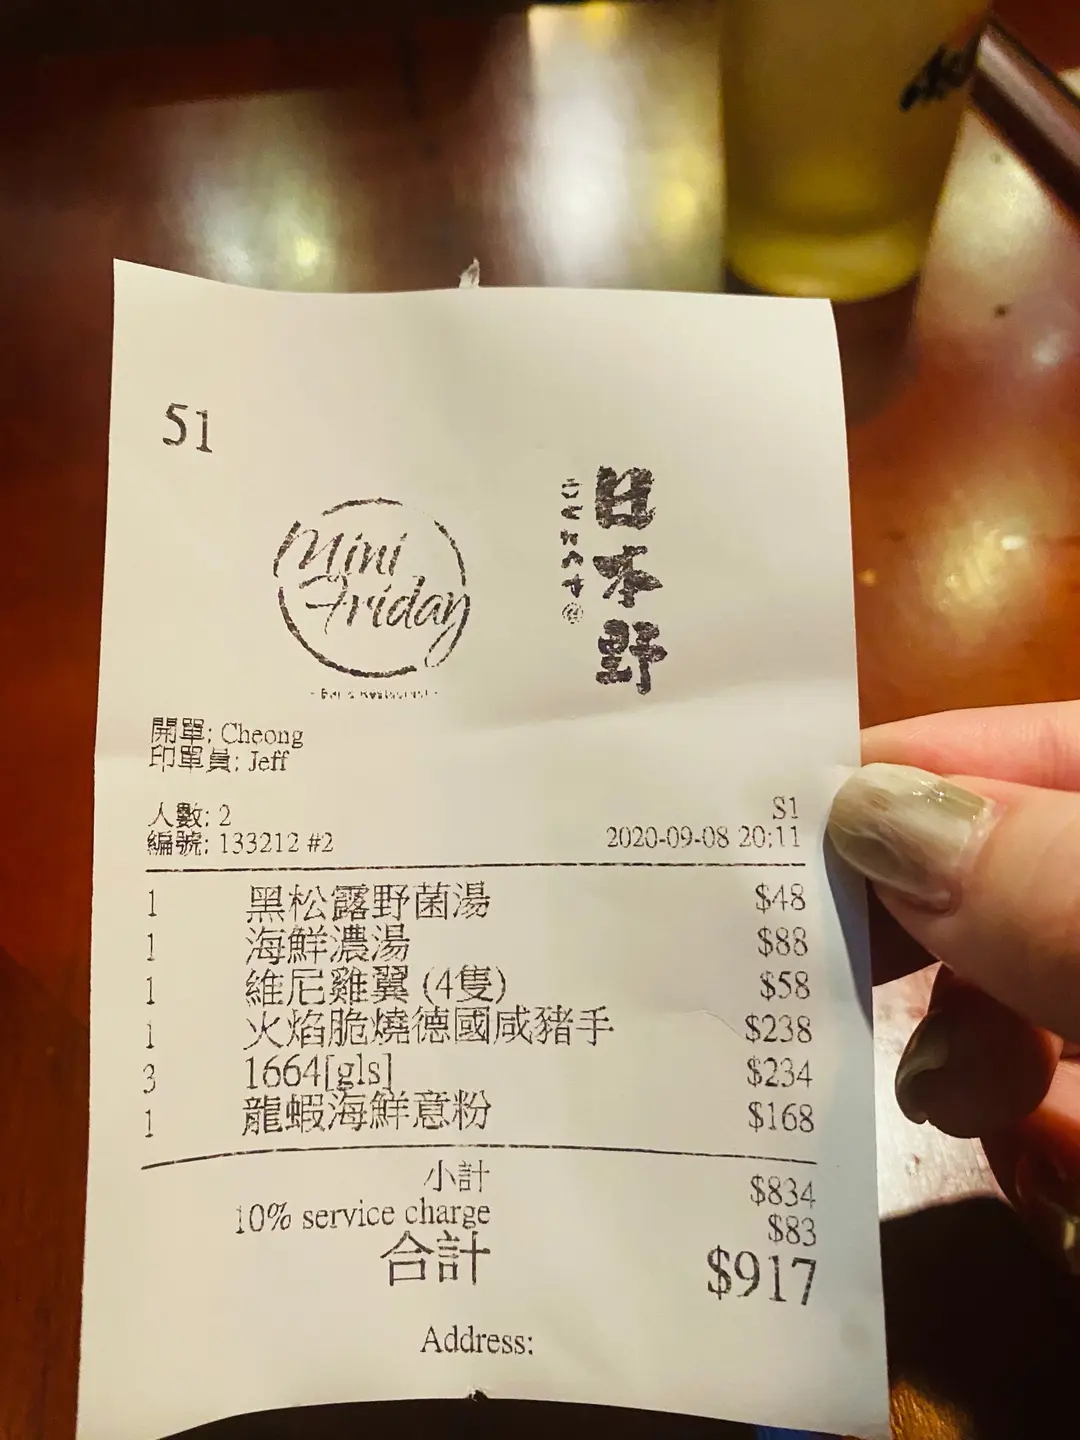 51
Mini
Friday
日本野
開單: Cheong
印單員: Jeff
人數: 2
S1
編號: 133212 #2
2020-09-08 20:11
1 黑松露野菌湯 $48
1 海鮮濃湯 $88
1 維尼雞翼 (4隻) $58
1 火焰脆燒德國咸豬手 $238
3 1664[gls] $234
1 龍蝦海鮮意粉 $168
小計 $834
10% service charge $83
合計 $917
Address: